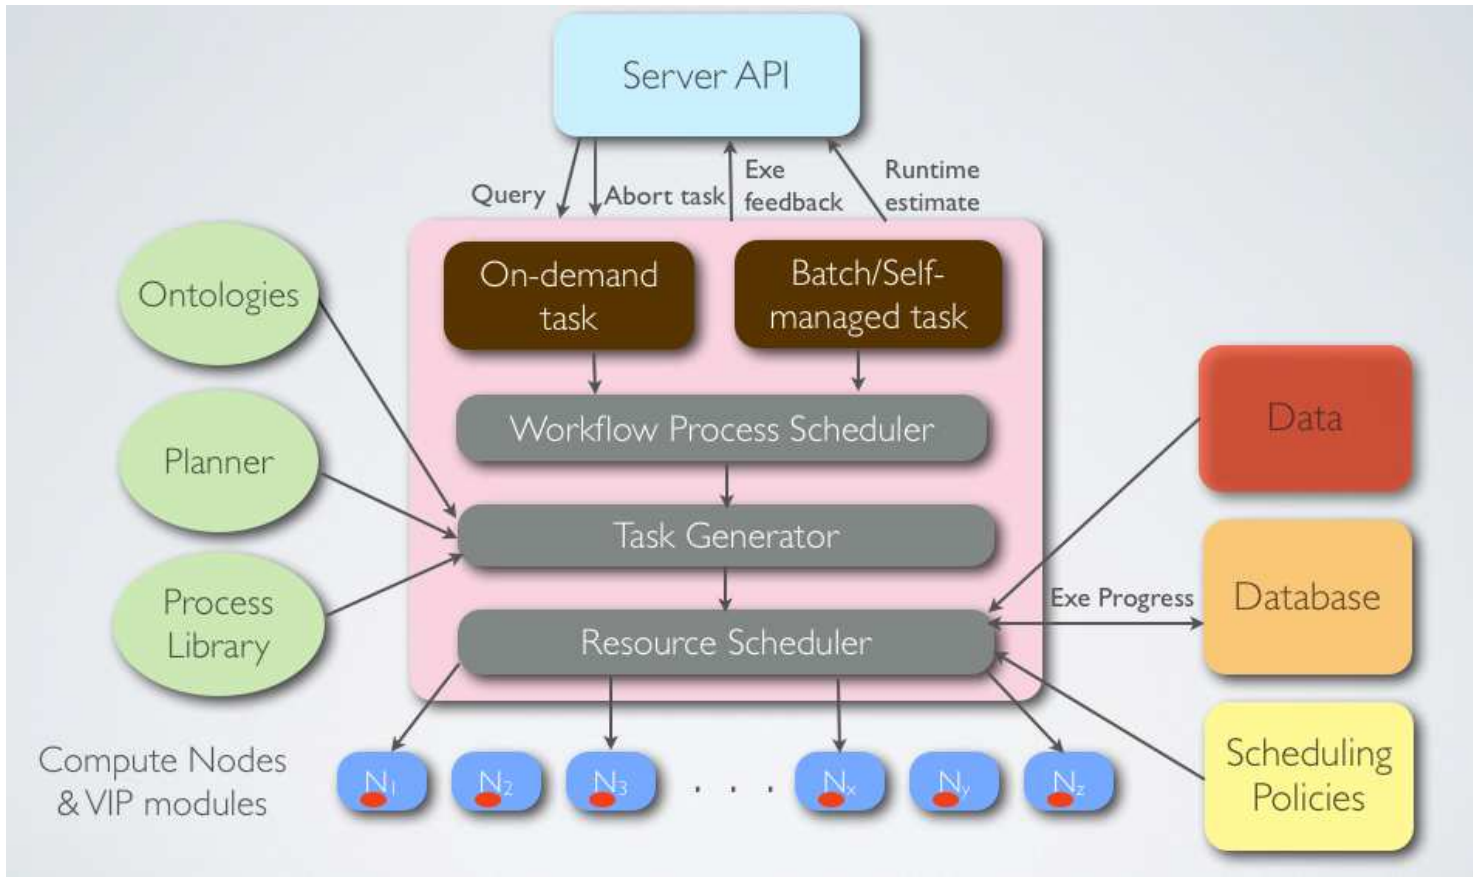 Server API
Query
Abort task
Exe
feedback
Runtime
estimate
Ontologies
Planner
Process
Library
On-demand
task
Batch/Self-
managed task
Workflow Process Scheduler
Task Generator
Resource Scheduler
Data
Exe Progress
Database
Scheduling
Policies
Compute Nodes
& VIP modules
N1
N2
N3
. . .
Nx
Ny
Nz